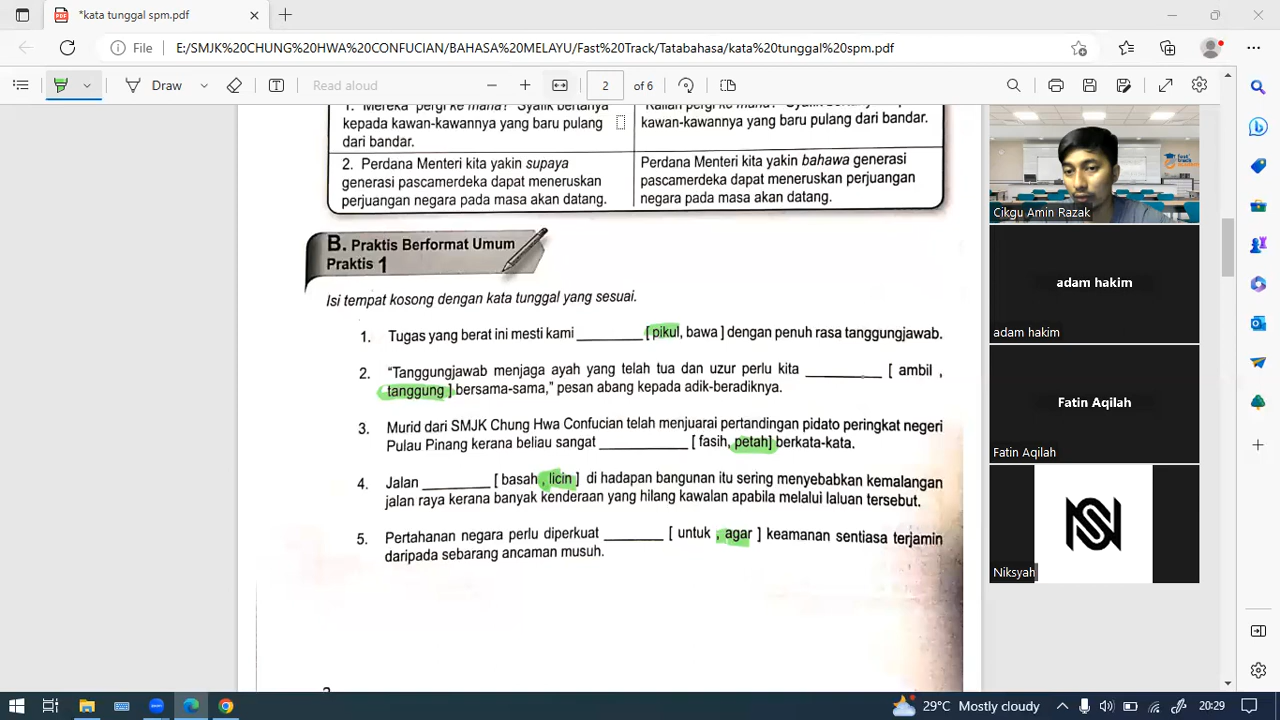 *kata tunggal spm.pdf
File
E:/SMJK%20CHUNG%20HWA%20CONFUCIAN/BAHASA%20MELAYU/Fast%20Track/Tatabahasa/kata%20tunggal%20spm.pdf
Draw
Read aloud
2 of 6
1. Mereka pergi ke mana? Syafik bertanya
kepada kawan-kawannya yang baru pulang
dari bandar.
kawan-kawannya yang baru pulang dari bandar.
2. Perdana Menteri kita yakin supaya
generasi pascamerdeka dapat meneruskan
perjuangan negara pada masa akan datang.
Perdana Menteri kita yakin bahawa generasi
pascamerdeka dapat meneruskan perjuangan
negara pada masa akan datang.
B. Praktis Berformat Umum
Praktis 1
Isi tempat kosong dengan kata tunggal yang sesuai.
1. Tugas yang berat ini mesti kami ________ [ pikul, bawa ] dengan penuh rasa tanggungjawab.
2. “Tanggungjawab menjaga ayah yang telah tua dan uzur perlu kita _________ [ ambil ,
tanggung ] bersama-sama,” pesan abang kepada adik-beradiknya.
3. Murid dari SMJK Chung Hwa Confucian telah menjuarai pertandingan pidato peringkat negeri
Pulau Pinang kerana beliau sangat ___________ [ fasih, petah] berkata-kata.
4. Jalan ________ [ basah , licin ] di hadapan bangunan itu sering menyebabkan kemalangan
jalan raya kerana banyak kenderaan yang hilang kawalan apabila melalui laluan tersebut.
5. Pertahanan negara perlu diperkuat _______ [ untuk , agar ] keamanan sentiasa terjamin
daripada sebarang ancaman musuh.
Cikgu Amin Razak
adam hakim
adam hakim
Fatin Aqilah
Fatin Aqilah
Niksyah
29°C Mostly cloudy
20:29